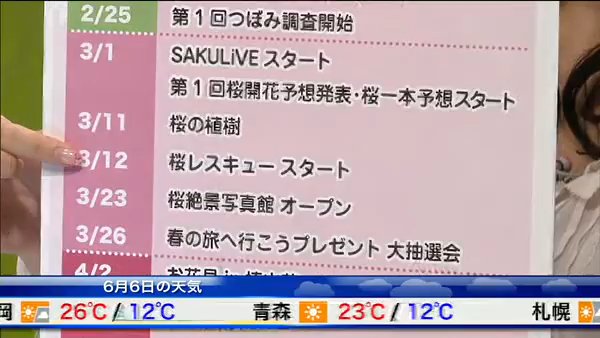 2/25 第1回つぼみ調査開始
3/1 SAKULiVE スタート
第1回桜開花予想発表・桜一本予想スタート
3/11 桜の植樹
3/12 桜レスキュー スタート
3/23 桜絶景写真館 オープン
3/26 春の旅へ行こうプレゼント 大抽選会
4/2
6月6日の天気
岡 26℃/12℃ 青森 23℃/12℃ 札幌